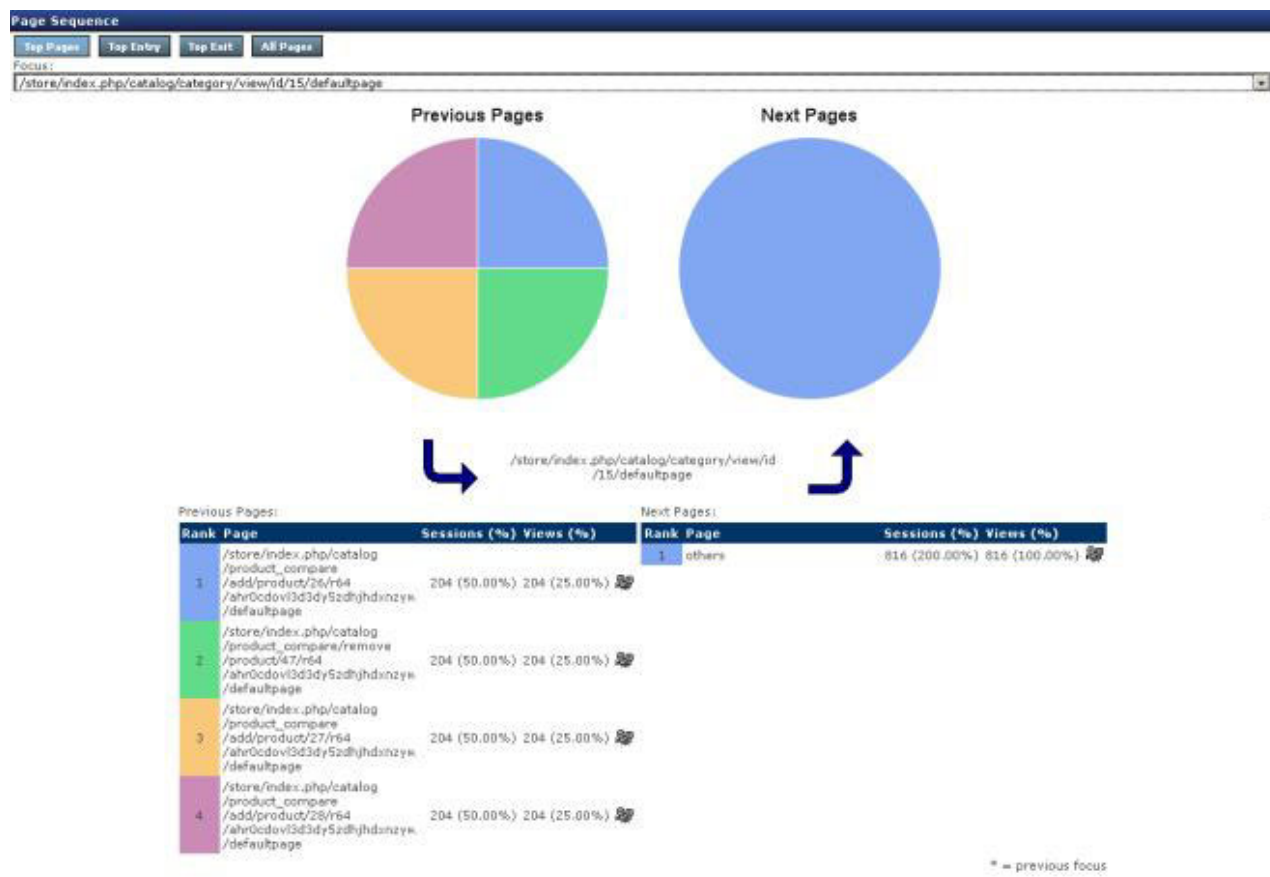 Page Sequence
Top Pages Top Entry Top Exit All Pages
Focus:
/store/index.php/catalog/category/view/id/15/defaultpage
Previous Pages Next Pages
/store/index.php/catalog/category/view/id
/15/defaultpage
Previous Pages:
Rank Page Sessions (%) Views (%)
1 /store/index.php/catalog
/product_compare
/add/product/26/r64
204 (50.00%) 204 (25.00%)
/defaultpage
2 /store/index.php/catalog
/product_compare/remove
/product/47/r64
204 (50.00%) 204 (25.00%)
/defaultpage
3 /store/index.php/catalog
/product_compare
/add/product/27/r64
204 (50.00%) 204 (25.00%)
/defaultpage
4 /store/index.php/catalog
/product_compare
/add/product/28/r64
204 (50.00%) 204 (25.00%)
/defaultpage
Next Pages:
Rank Page Sessions (%) Views (%)
1 others 816 (200.00%) 816 (100.00%)
* = previous focus